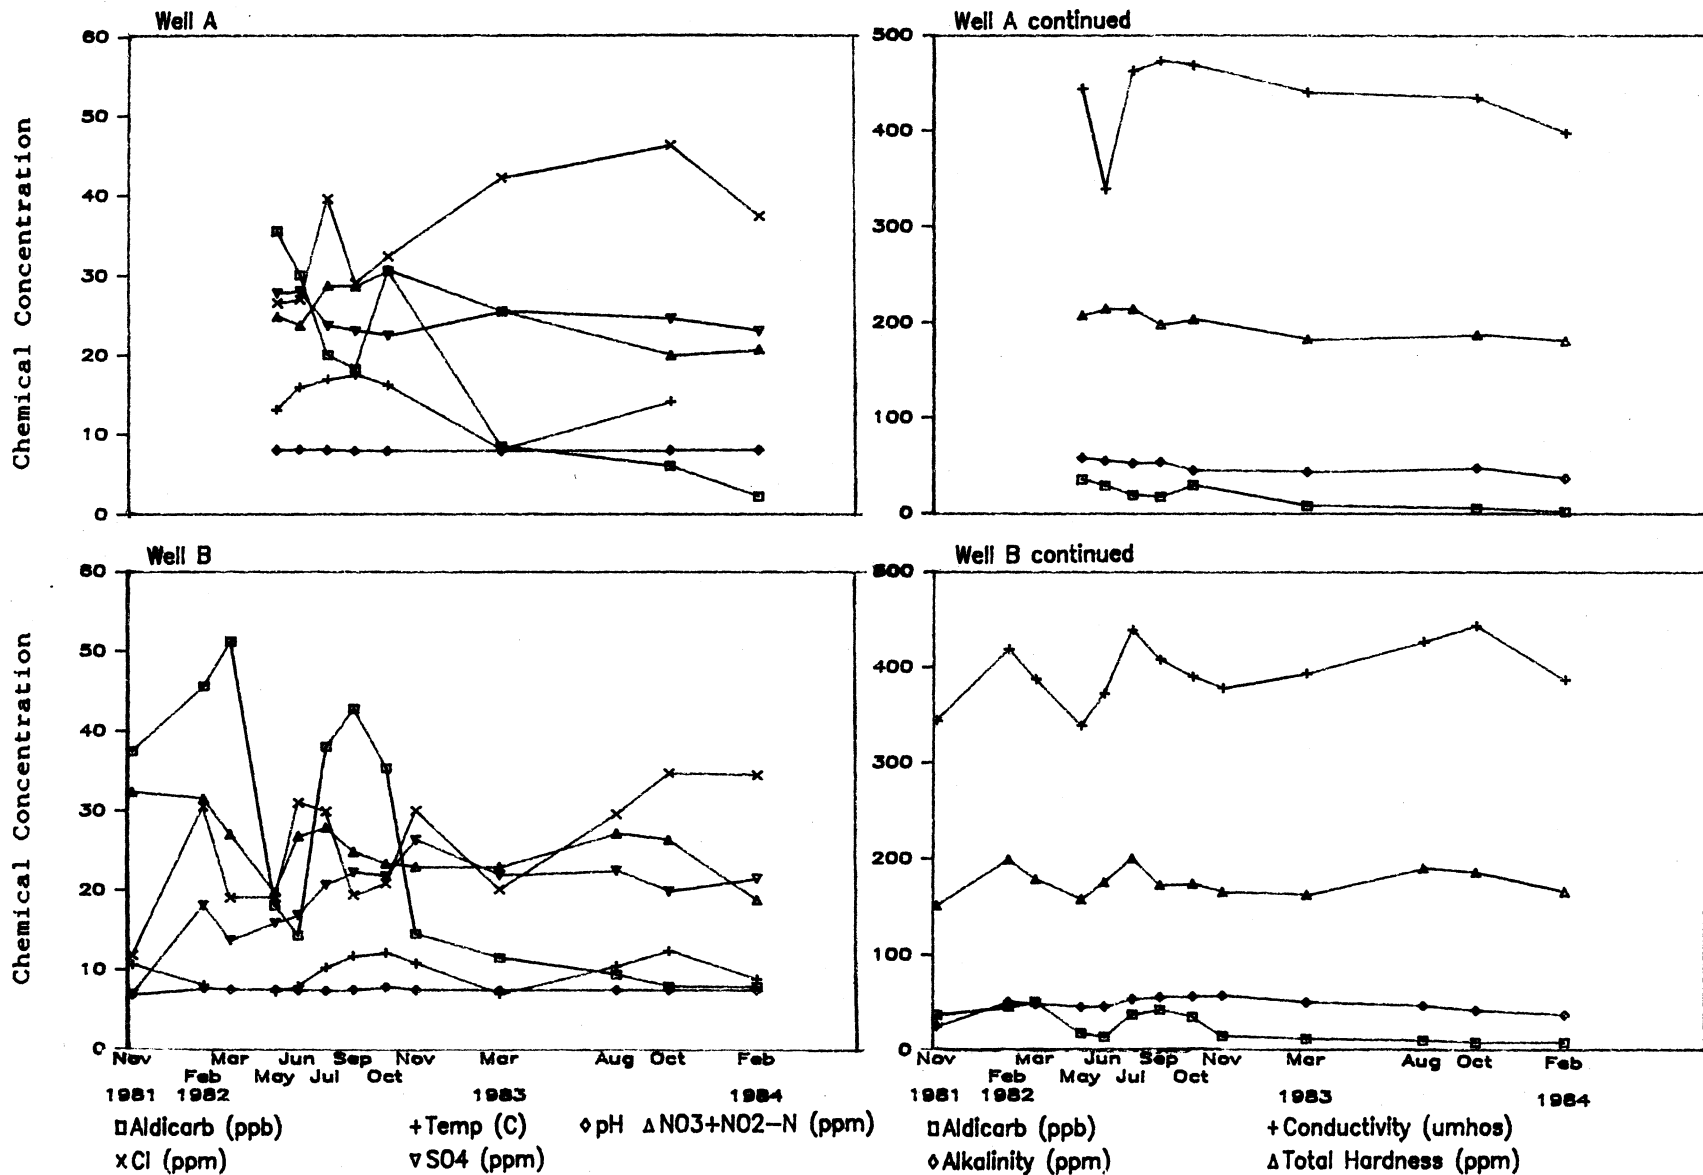 Well A
60
50
40
30
20
10
0
Chemical Concentration
Well A continued
500
400
300
200
100
0
Well B
60
50
40
30
20
10
0
Chemical Concentration
Well B continued
500
400
300
200
100
0
Nov Mar Jun Sep Nov Mar Aug Oct Feb
Feb May Jul Oct
1981 1982 1983 1984
Nov Mar Jun Sep Nov Mar Aug Oct Feb
Feb May Jul Oct
1981 1982 1983 1984
□Aldicarb (ppb) +Temp (C) ◇pH △NO3+NO2-N (ppm)
xCl (ppm) ▽SO4 (ppm)
□Aldicarb (ppb) +Conductivity (umhos)
◇Alkalinity (ppm) △Total Hardness (ppm)